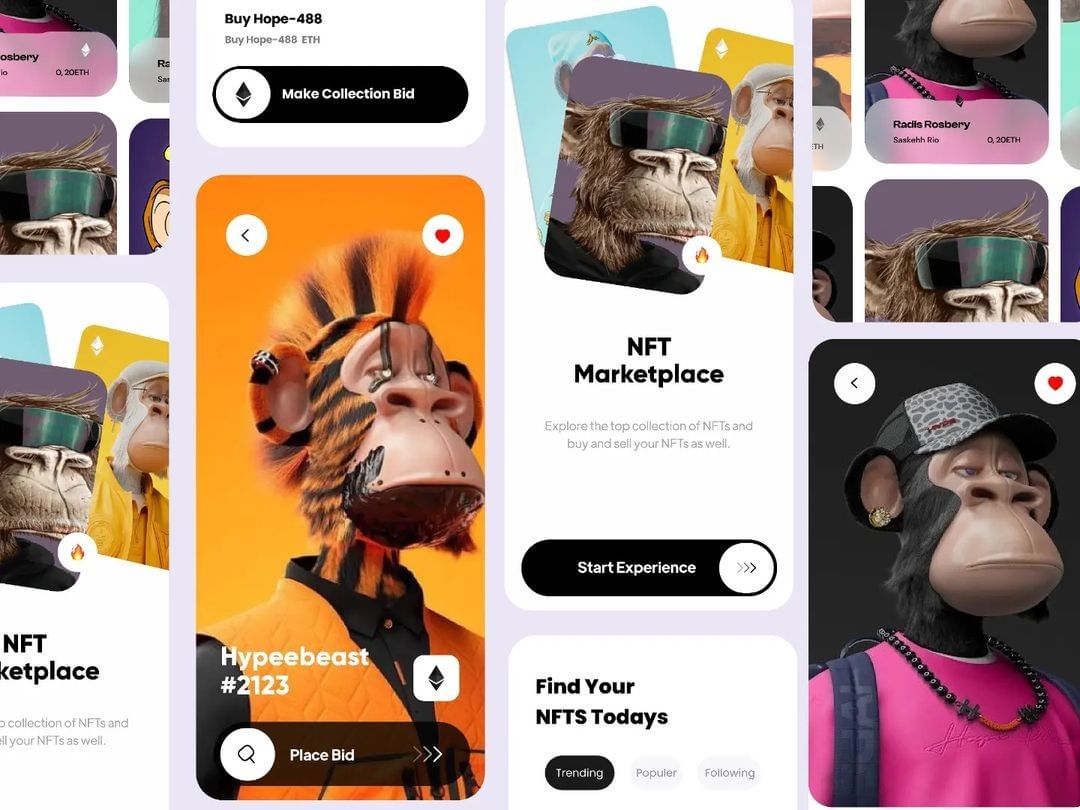 osbery
io
0, 20ETH
Ra
Sas
NFT
ketplace
p collection of NFTs and
ell your NFTs as well.
Buy Hope-488
Buy Hope-488 ETH
Make Collection Bid
Hypeebeast
#2123
Place Bid
NFT
Marketplace
Explore the top collection of NFTs and
buy and sell your NFTs as well.
Start Experience
Find Your
NFTS Todays
Trending
Populer
Following
ETH
Radis Rosbery
Saskehh Rio
0, 20ETH